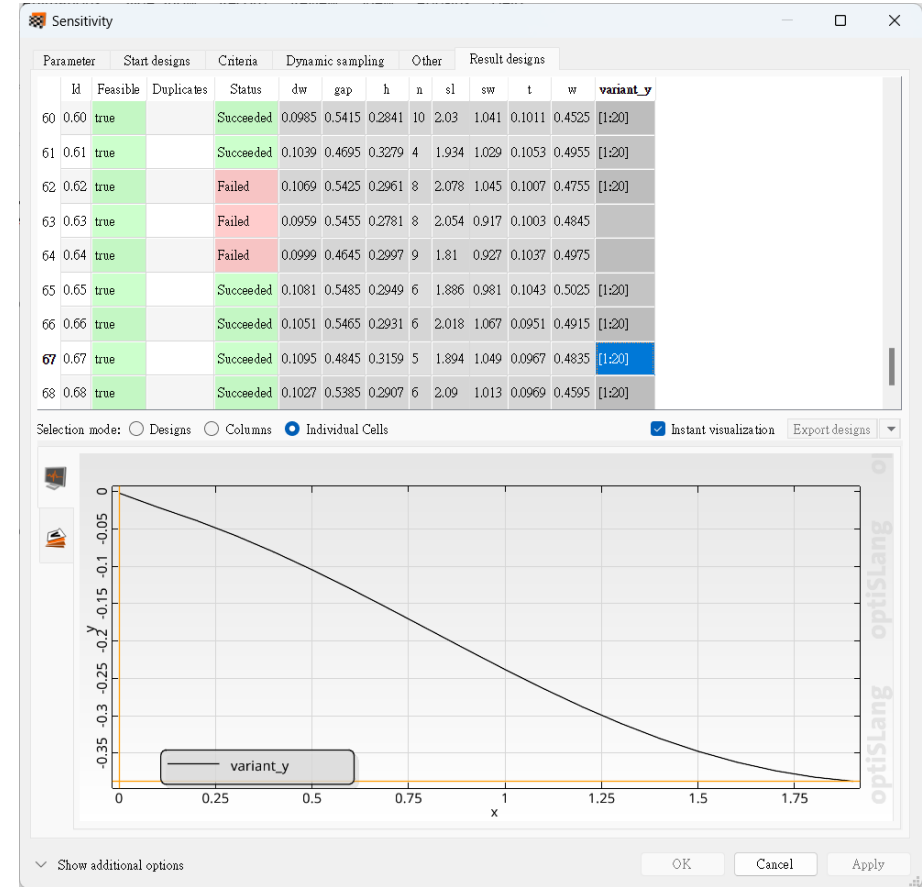 Sensitivity
Parameter Start designs Criteria Dynamic sampling Other Result designs
Id Feasible Duplicates Status dw gap h n sl sw t w variant_y
60 0.60 true Succeeded 0.0985 0.5415 0.2841 10 2.03 1.041 0.1011 0.4525 [1:20]
61 0.61 true Succeeded 0.1039 0.4695 0.3279 4 1.934 1.029 0.1053 0.4955 [1:20]
62 0.62 true Failed 0.1069 0.5425 0.2961 8 2.078 1.045 0.1007 0.4755 [1:20]
63 0.63 true Failed 0.0959 0.5455 0.2781 8 2.054 0.917 0.1003 0.4845
64 0.64 true Failed 0.0999 0.4645 0.2997 9 1.81 0.927 0.1037 0.4975
65 0.65 true Succeeded 0.1081 0.5485 0.2949 6 1.886 0.981 0.1043 0.5025 [1:20]
66 0.66 true Succeeded 0.1051 0.5465 0.2931 6 2.018 1.067 0.0951 0.4915 [1:20]
67 0.67 true Succeeded 0.1095 0.4845 0.3159 5 1.894 1.049 0.0967 0.4835 [1:20]
68 0.68 true Succeeded 0.1027 0.5385 0.2907 6 2.09 1.013 0.0969 0.4595 [1:20]
Selection mode: Designs Columns Individual Cells Instant visualization Export designs
0
-0.05
-0.1
-0.15
-0.2
-0.25
-0.3
-0.35
y
variant_y
0 0.25 0.5 0.75 1 1.25 1.5 1.75
x
optiSLang
optiSLang
Show additional options OK Cancel Apply